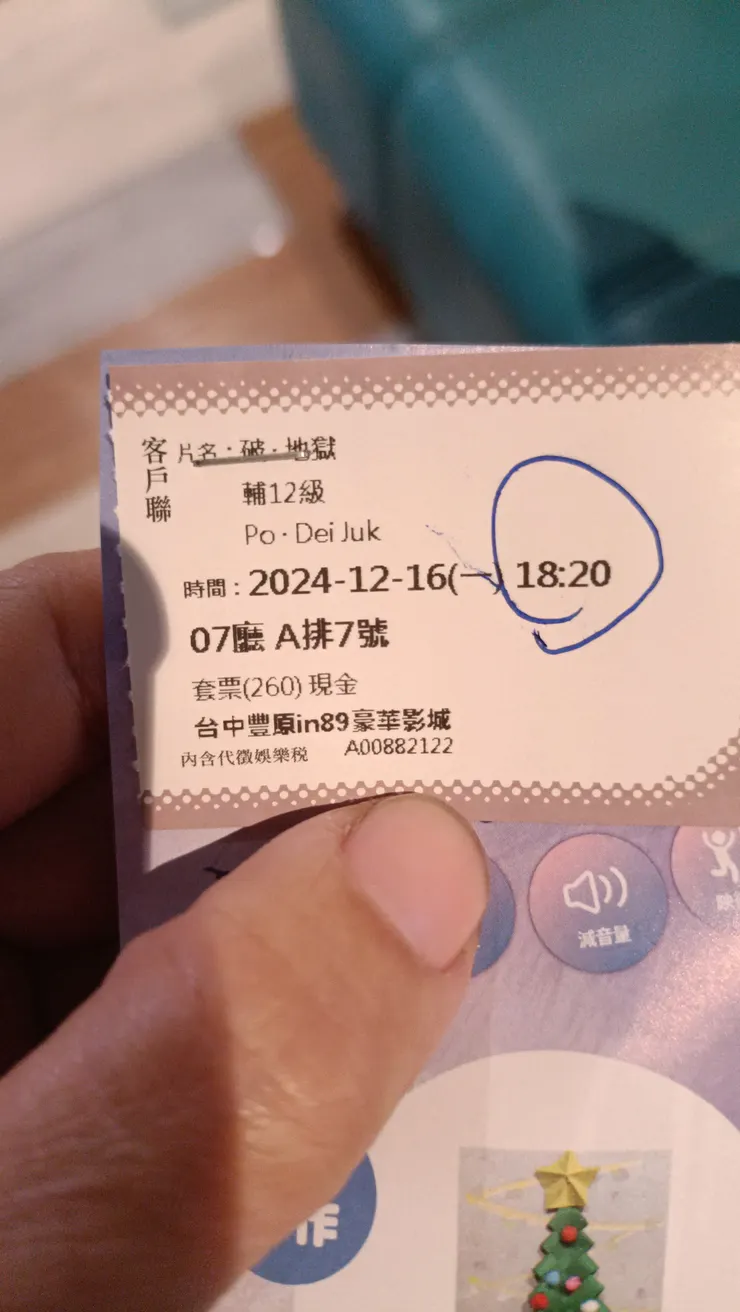 客戶聯
片名：破·地獄
輔12級
Po·Dei Juk
時間：2024-12-16(一) 18:20
07廳 A排7號
套票(260) 現金
台中豐原in89豪華影城
內含代徵娛樂税 A00882122
減音量
作